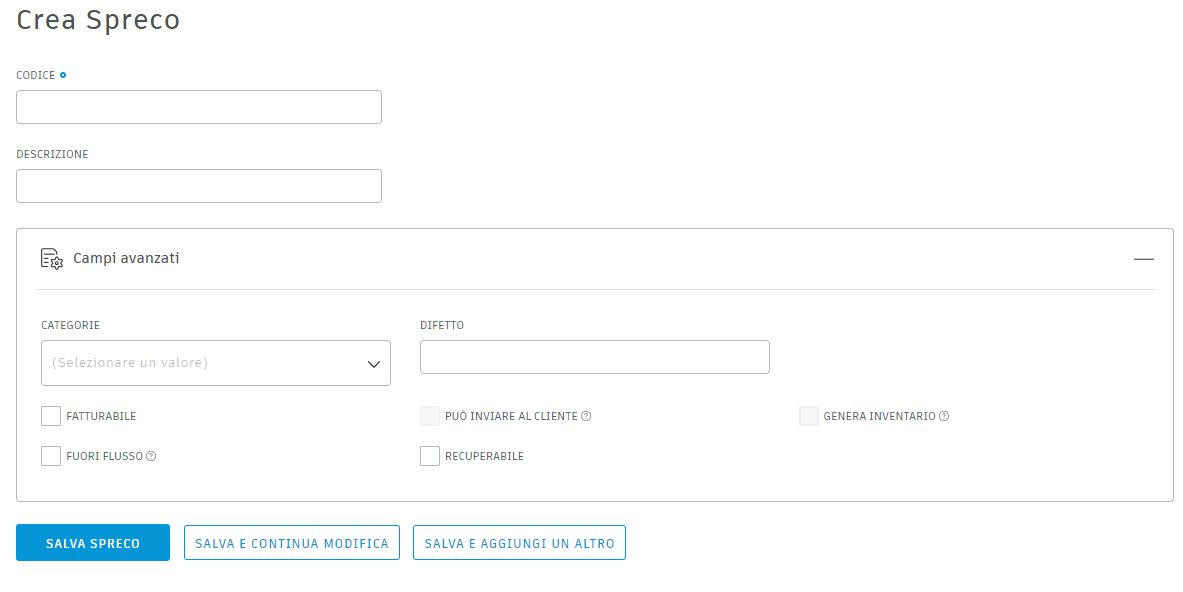 Crea Spreco
CODICE
DESCRIZIONE
Campi avanzati
CATEGORIE
DIFETTO
(Selezionare un valore)
FATTURABILE
PUÒ INVIARE AL CLIENTE ?
GENERA INVENTARIO ?
FUORI FLUSSO ?
RECUPERABILE
SALVA SPRECO
SALVA E CONTINUA MODIFICA
SALVA E AGGIUNGI UN ALTRO